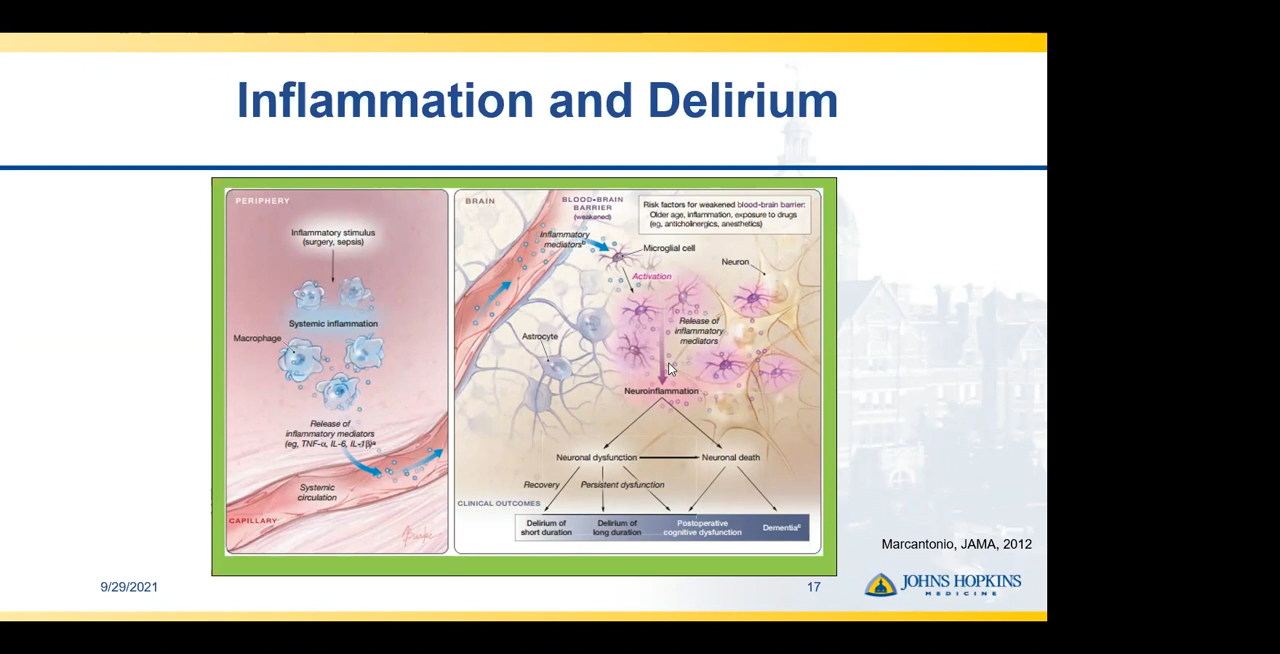 Inflammation and Delirium
PERIPHERY
Inflammatory stimulus
(surgery, sepsis)
Systemic inflammation
Macrophage
Release of
inflammatory mediators
(eg, TNF-α, IL-6, IL-1β)ᵃ
Systemic
circulation
CAPILLARY
BRAIN
BLOOD-BRAIN
BARRIER
(weakened)
Risk factors for weakened blood-brain barrier:
Older age, inflammation, exposure to drugs
(eg, anticholinergics, anesthetics)
Inflammatory
mediatorsᵇ
Microglial cell
Neuron
Activation
Release of
inflammatory
mediators
Astrocyte
Neuroinflammation
Neuronal dysfunction
Neuronal death
Recovery
Persistent dysfunction
CLINICAL OUTCOMES
Delirium of
short duration
Delirium of
long duration
Postoperative
cognitive dysfunction
Dementiaᶜ
Marcantonio, JAMA, 2012
9/29/2021
17
JOHNS HOPKINS
MEDICINE